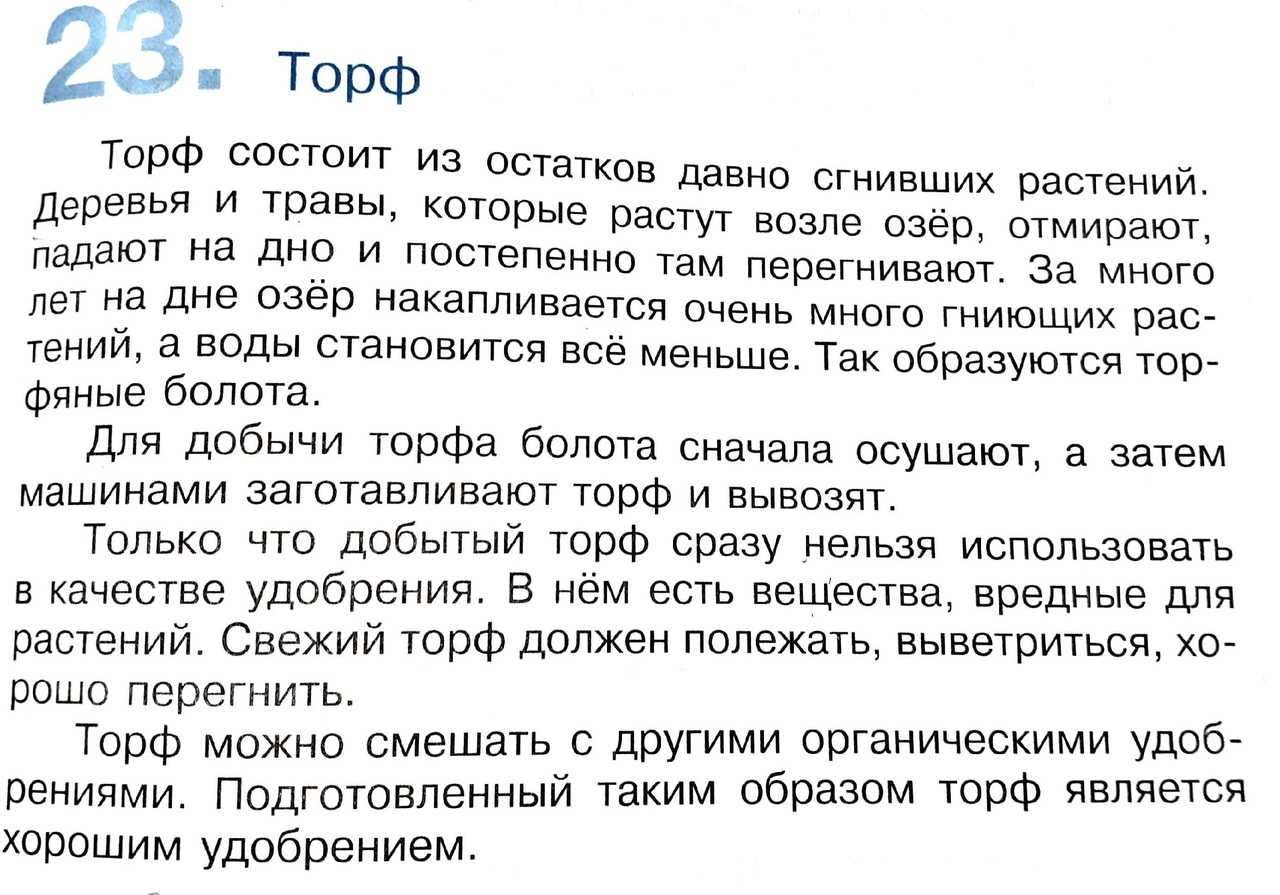 23. Торф
Торф состоит из остатков давно сгнивших растений.
Деревья и травы, которые растут возле озёр, отмирают,
падают на дно и постепенно там перегнивают. За много
лет на дне озёр накапливается очень много гниющих рас-
тений, а воды становится всё меньше. Так образуются тор-
фяные болота.
Для добычи торфа болота сначала осушают, а затем
машинами заготавливают торф и вывозят.
Только что добытый торф сразу нельзя использовать
в качестве удобрения. В нём есть вещества, вредные для
растений. Свежий торф должен полежать, выветриться, хо-
рошо перегнить.
Торф можно смешать с другими органическими удоб-
рениями. Подготовленный таким образом торф является
хорошим удобрением.